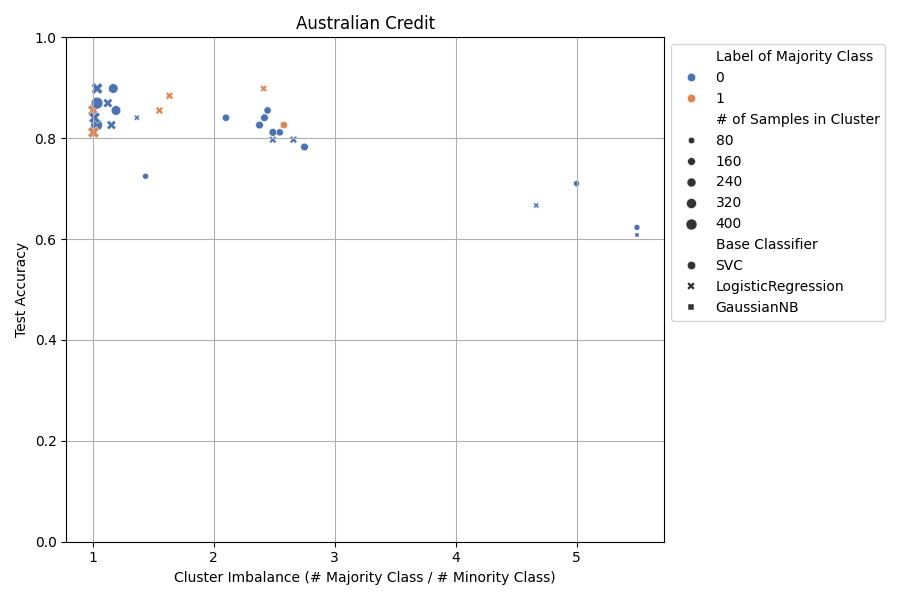 Australian Credit
1.0
0.8
0.6
0.4
0.2
0.0
Test Accuracy
1
2
3
4
5
Cluster Imbalance (# Majority Class / # Minority Class)
Label of Majority Class
0
1
# of Samples in Cluster
80
160
240
320
400
Base Classifier
SVC
LogisticRegression
GaussianNB